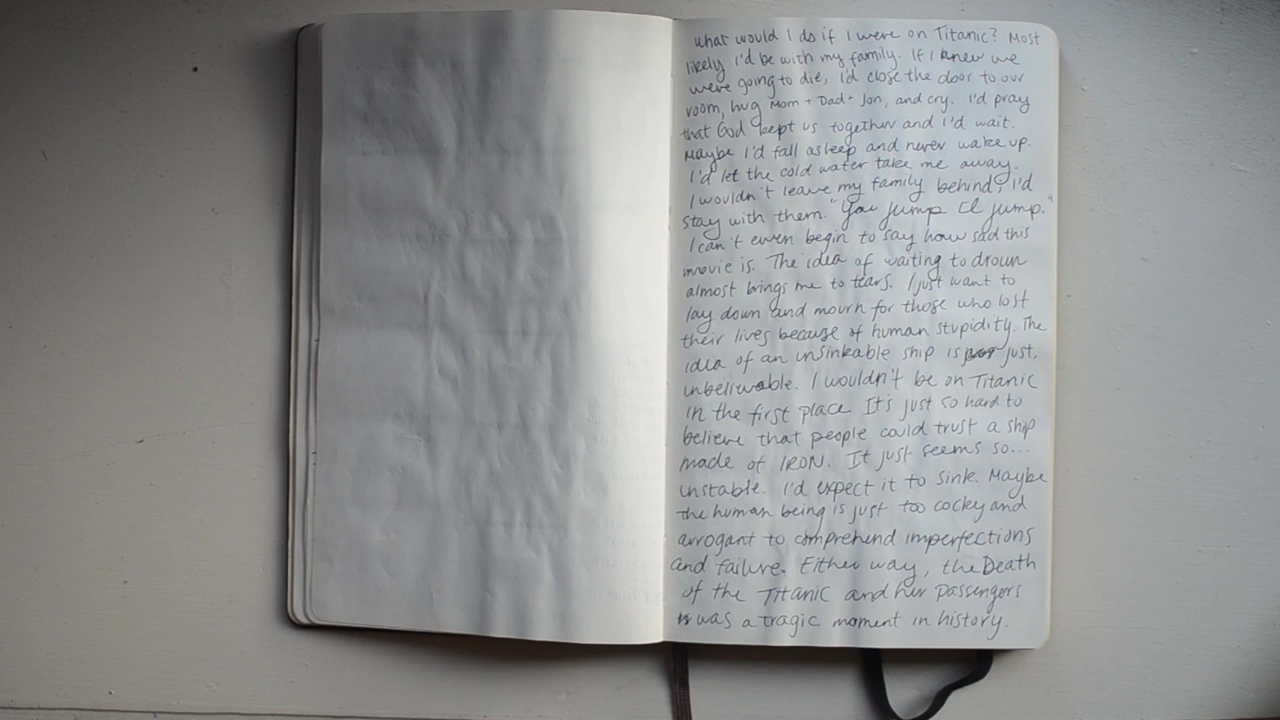 What would I do if I were on Titanic? Most
likely I'd be with my family. If I knew we
were going to die, I'd close the door to our
room, hug Mom + Dad + Jon, and cry. I'd pray
that God kept us together and I'd wait.
Maybe I'd fall asleep and never wake up.
I'd let the cold water take me away.
I wouldn't leave my family behind; I'd
stay with them. "You jump I jump."
I can't even begin to say how sad this
movie is. The idea of waiting to drown
almost brings me to tears. I just want to
lay down and mourn for those who lost
their lives because of human stupidity. The
idea of an unsinkable ship is just,
unbelievable. I wouldn't be on Titanic
in the first place. It's just so hard to
believe that people could trust a ship
made of IRON. It just seems so...
unstable. I'd expect it to sink. Maybe
the human being is just too cocky and
arrogant to comprehend imperfections
and failure. Either way, the Death
of the Titanic and her passengers
was a tragic moment in history.